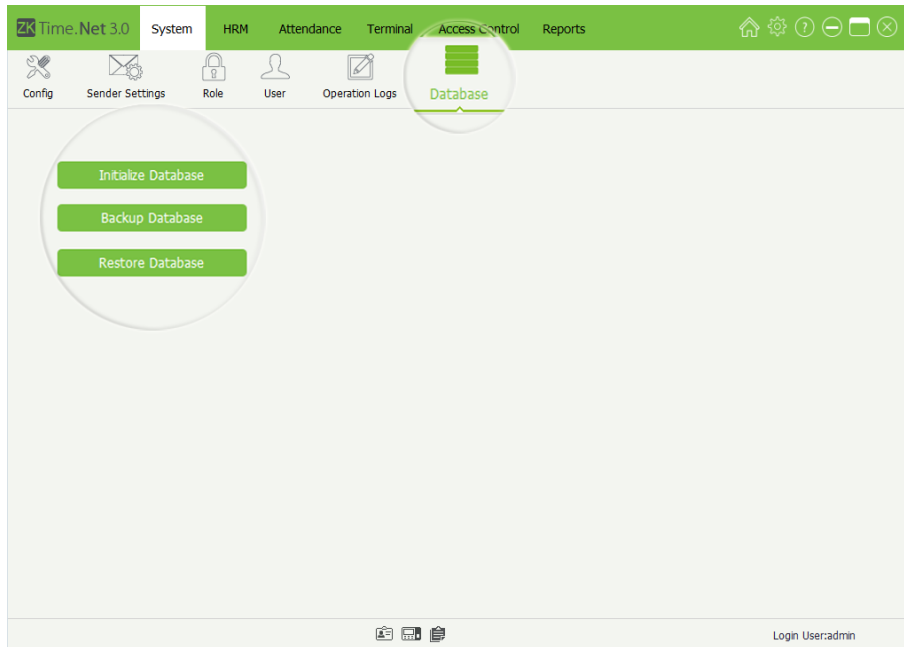 ZK Time.Net 3.0 System HRM Attendance Terminal Access Control Reports
Config Sender Settings Role User Operation Logs Database
Initialize Database
Backup Database
Restore Database
Login User:admin